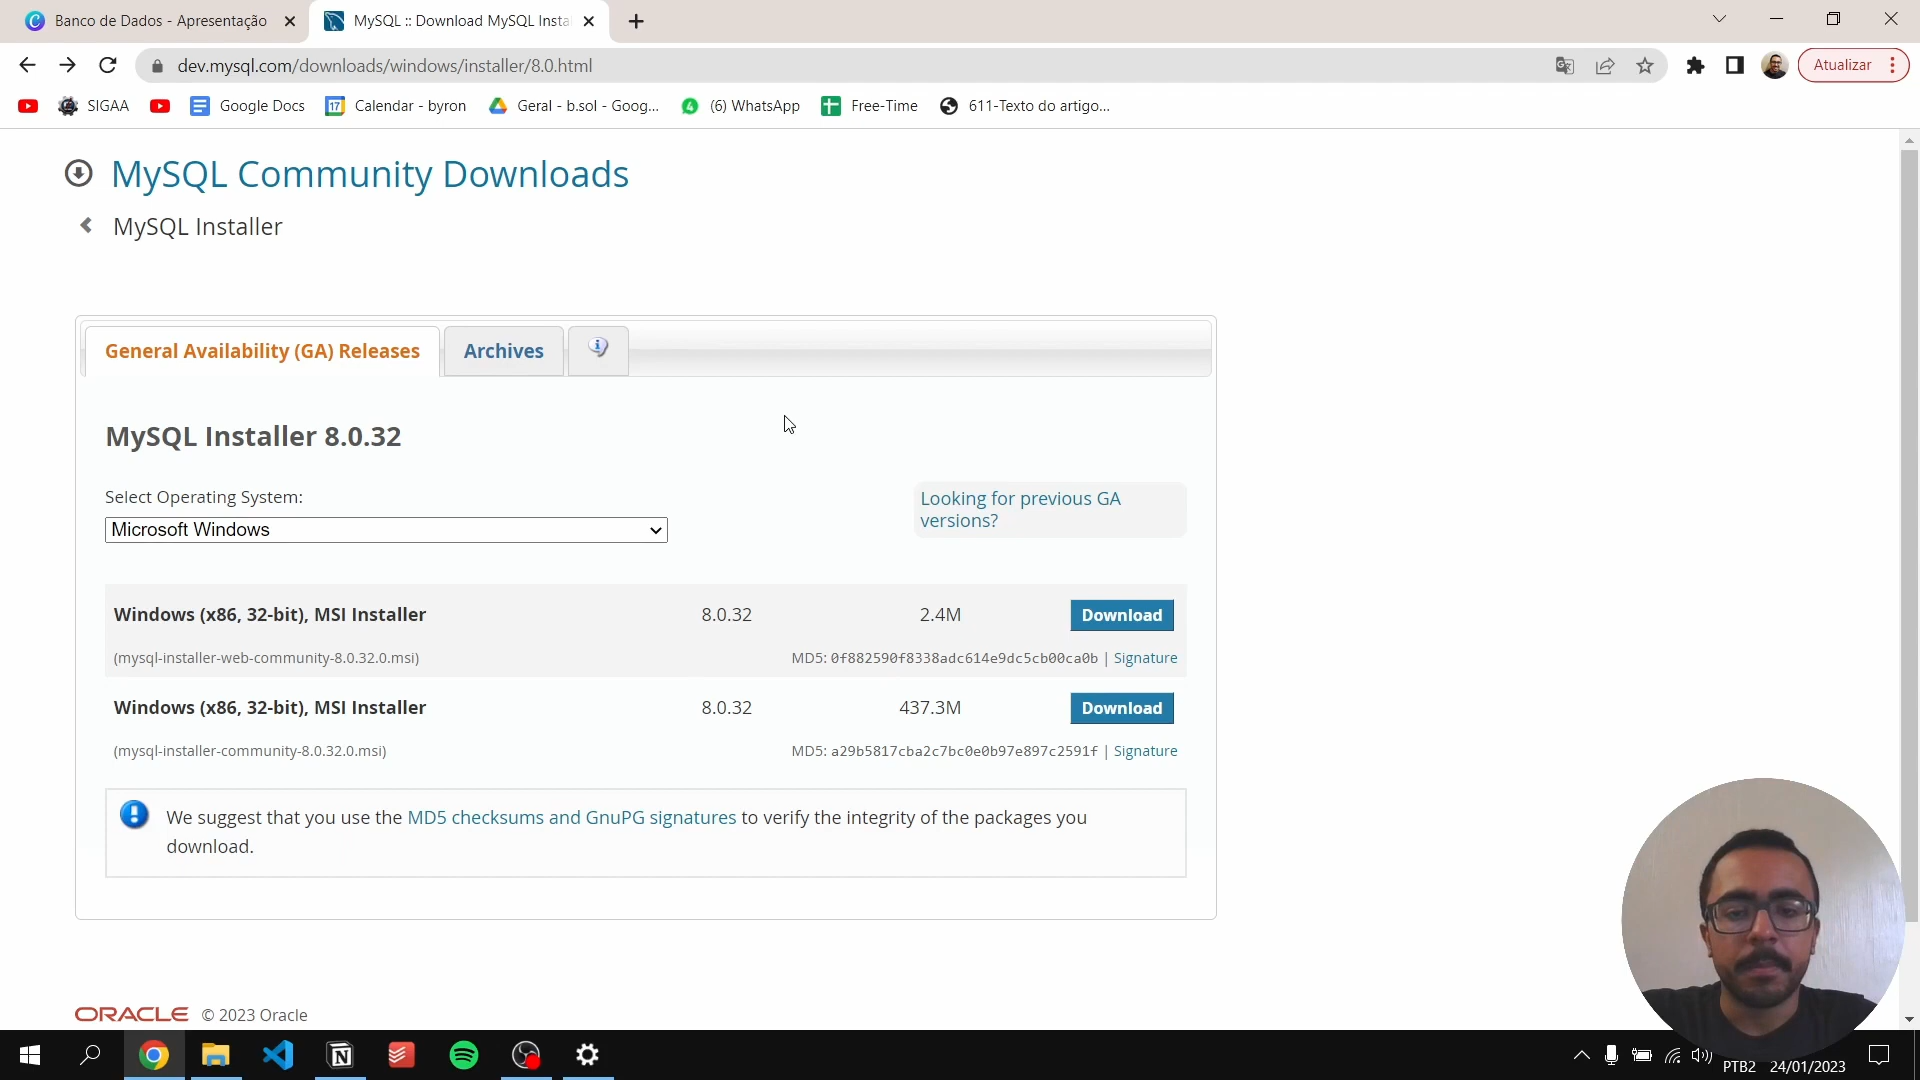 Banco de Dados - Apresentação
MySQL :: Download MySQL Insta
dev.mysql.com/downloads/windows/installer/8.0.html
Atualizar
SIGAA
Google Docs
17
Calendar - byron
Geral - b.sol - Goog...
4
(6) WhatsApp
Free-Time
611-Texto do artigo...
MySQL Community Downloads
MySQL Installer
General Availability (GA) Releases
Archives
MySQL Installer 8.0.32
Select Operating System:
Looking for previous GA
versions?
Microsoft Windows
Windows (x86, 32-bit), MSI Installer 8.0.32 2.4M Download
(mysql-installer-web-community-8.0.32.0.msi) MD5: 0f882590f8338adc614e9dc5cb00ca0b | Signature
Windows (x86, 32-bit), MSI Installer 8.0.32 437.3M Download
(mysql-installer-community-8.0.32.0.msi) MD5: a29b5817cba2c7bc0e0b97e897c2591f | Signature
We suggest that you use the MD5 checksums and GnuPG signatures to verify the integrity of the packages you
download.
ORACLE © 2023 Oracle
PTB2 24/01/2023